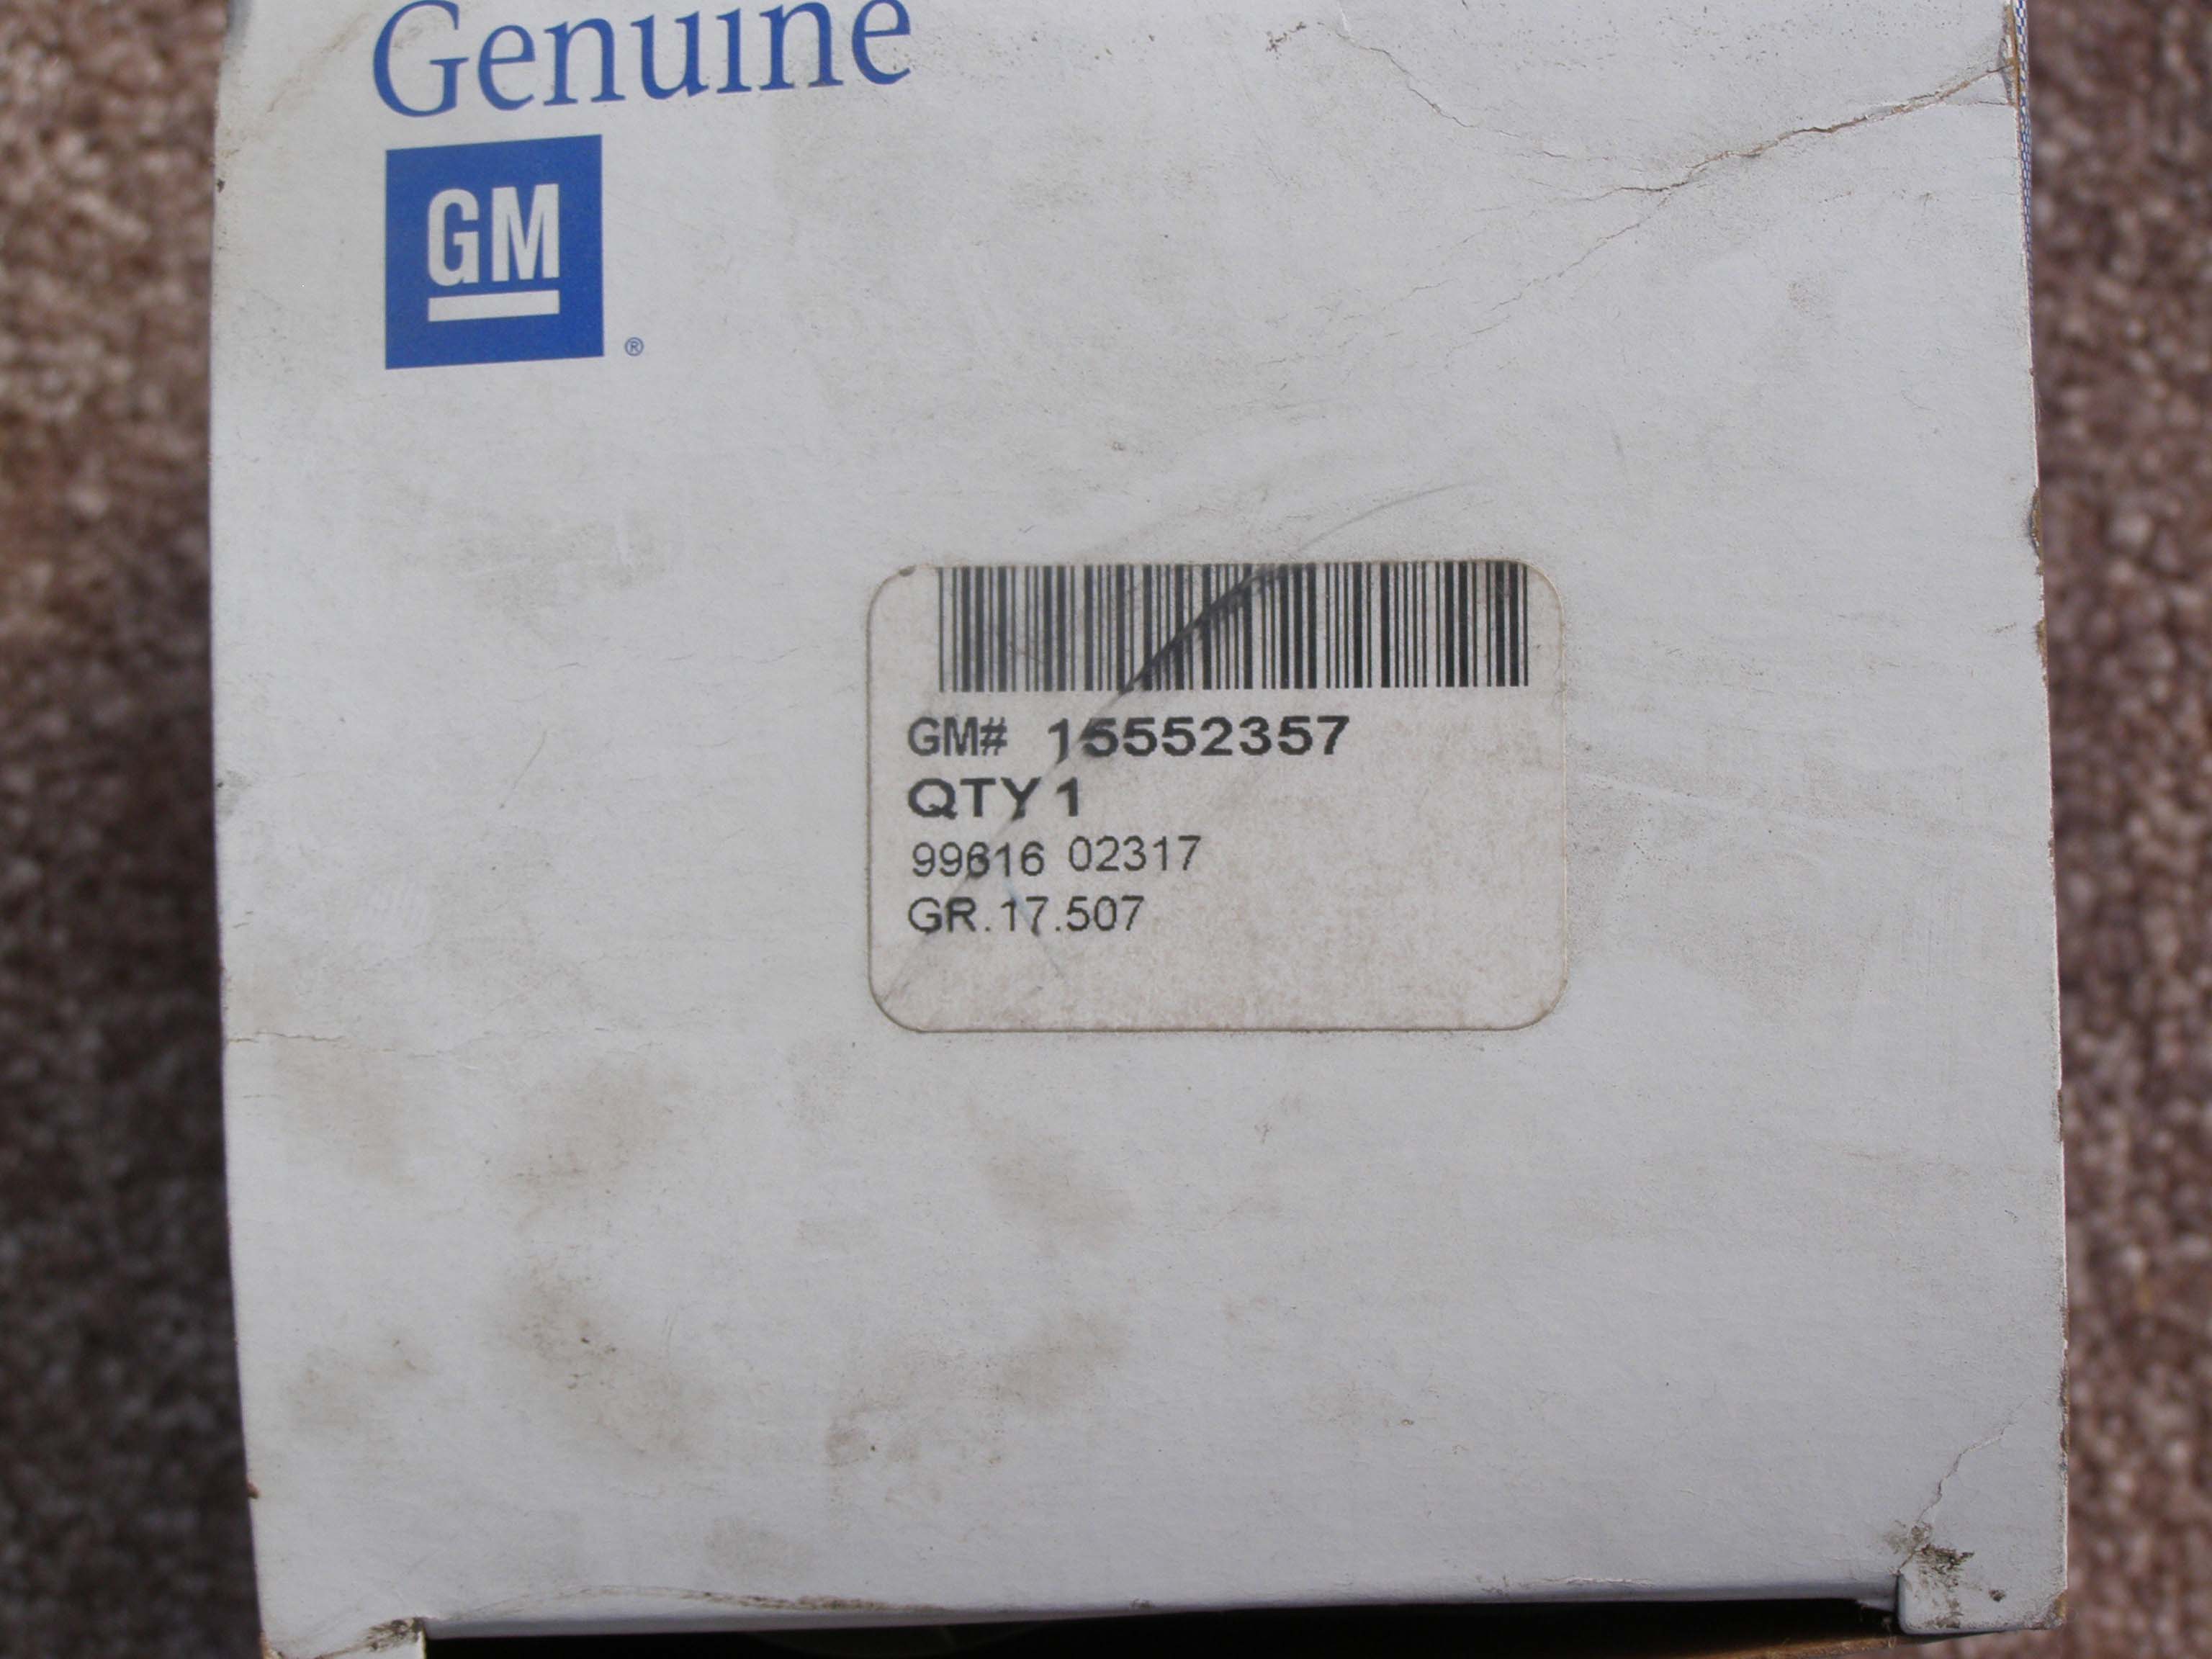 Genuine
GM
®
GM# 15552357
QTY 1
99616 02317
GR.17.507